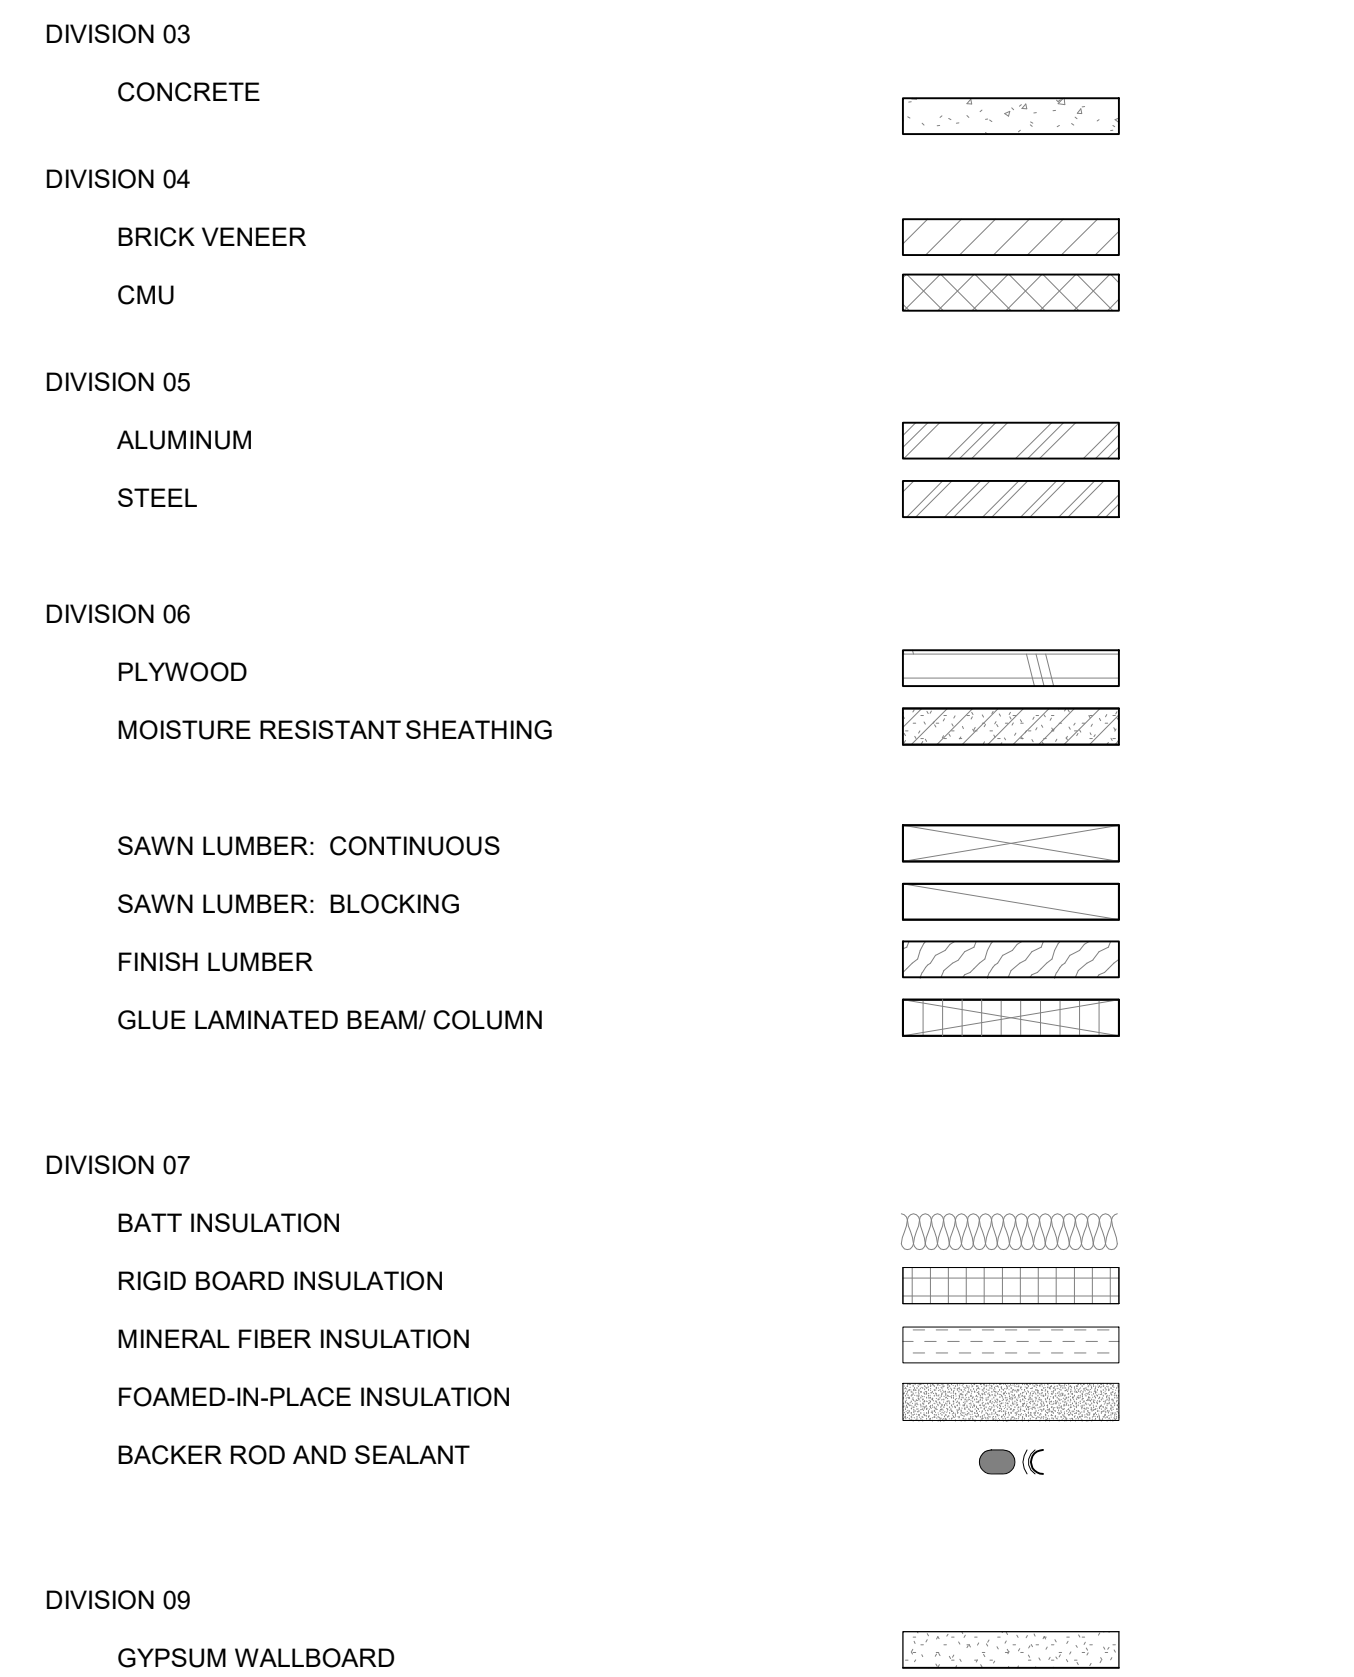 DIVISION 03
CONCRETE
DIVISION 04
BRICK VENEER
CMU
DIVISION 05
ALUMINUM
STEEL
DIVISION 06
PLYWOOD
MOISTURE RESISTANT SHEATHING
SAWN LUMBER: CONTINUOUS
SAWN LUMBER: BLOCKING
FINISH LUMBER
GLUE LAMINATED BEAM/ COLUMN
DIVISION 07
BATT INSULATION
RIGID BOARD INSULATION
MINERAL FIBER INSULATION
FOAMED-IN-PLACE INSULATION
BACKER ROD AND SEALANT
DIVISION 09
GYPSUM WALLBOARD